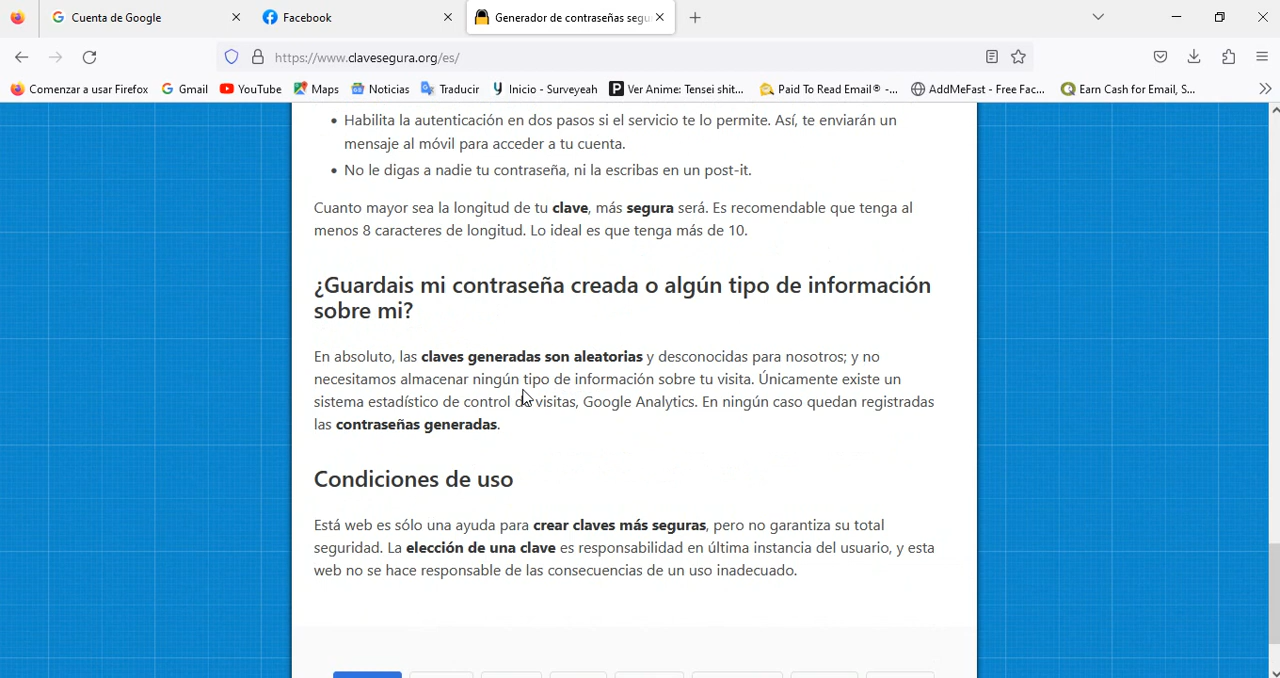 Cuenta de Google
Facebook
Generador de contraseñas segu
https://www.clavesegura.org/es/
Comenzar a usar Firefox
Gmail
YouTube
Maps
Noticias
Traducir
Inicio - Surveyeah
Ver Anime: Tensei shit...
Paid To Read Email® -...
AddMeFast - Free Fac...
Earn Cash for Email, S...
• Habilita la autenticación en dos pasos si el servicio te lo permite. Así, te enviarán un
mensaje al móvil para acceder a tu cuenta.
• No le digas a nadie tu contraseña, ni la escribas en un post-it.
Cuanto mayor sea la longitud de tu clave, más segura será. Es recomendable que tenga al
menos 8 caracteres de longitud. Lo ideal es que tenga más de 10.
¿Guardais mi contraseña creada o algún tipo de información
sobre mi?
En absoluto, las claves generadas son aleatorias y desconocidas para nosotros; y no
necesitamos almacenar ningún tipo de información sobre tu visita. Únicamente existe un
sistema estadístico de control de visitas, Google Analytics. En ningún caso quedan registradas
las contraseñas generadas.
Condiciones de uso
Está web es sólo una ayuda para crear claves más seguras, pero no garantiza su total
seguridad. La elección de una clave es responsabilidad en última instancia del usuario, y esta
web no se hace responsable de las consecuencias de un uso inadecuado.